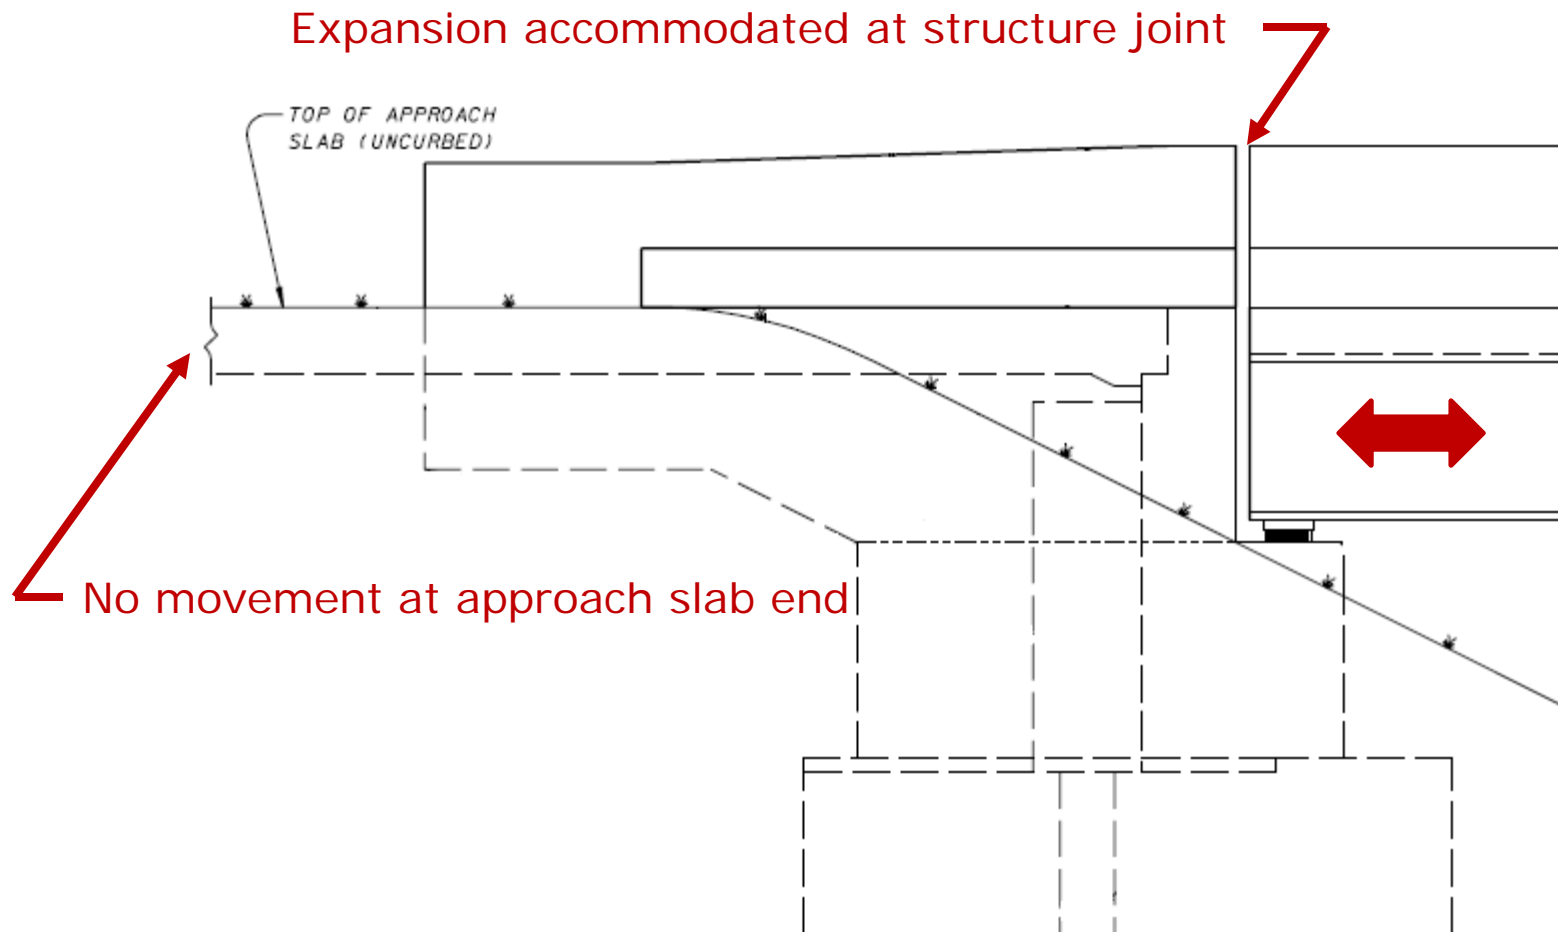 Expansion accommodated at structure joint
TOP OF APPROACH
SLAB (UNCURBED)
No movement at approach slab end